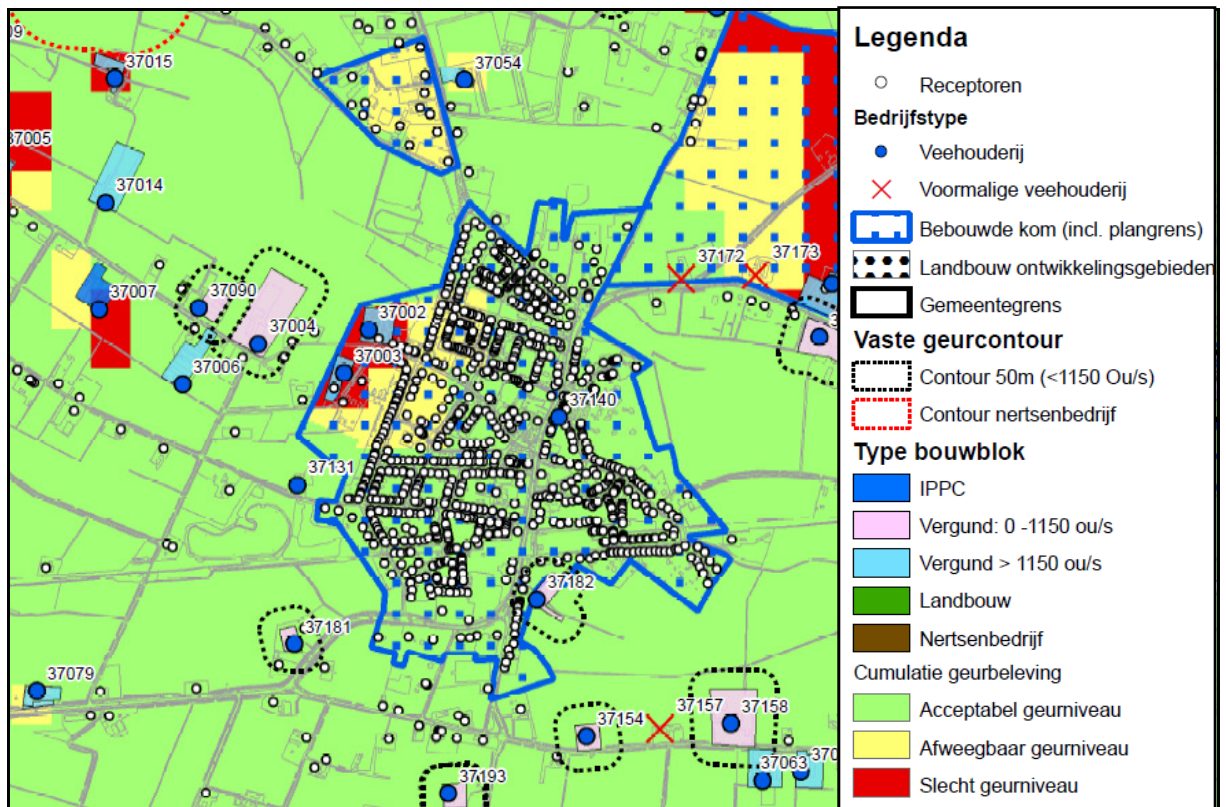 09
37015
37054
37005
37014
37172
37173
37007
37090
37004
37002
37003
37006
37140
37131
37182
37181
37079
37154
37157
37158
37063
370
37193
Legenda
Receptoren
Bedrijfstype
Veehouderij
Voormalige veehouderij
Bebouwde kom (incl. plangrens)
Landbouw ontwikkelingsgebieden
Gemeentegrens
Vaste geurcontour
Contour 50m (<1150 Ou/s)
Contour nertsenbedrijf
Type bouwblok
IPPC
Vergund: 0 -1150 ou/s
Vergund > 1150 ou/s
Landbouw
Nertsenbedrijf
Cumulatie geurbeleving
Acceptabel geurniveau
Afweegbaar geurniveau
Slecht geurniveau